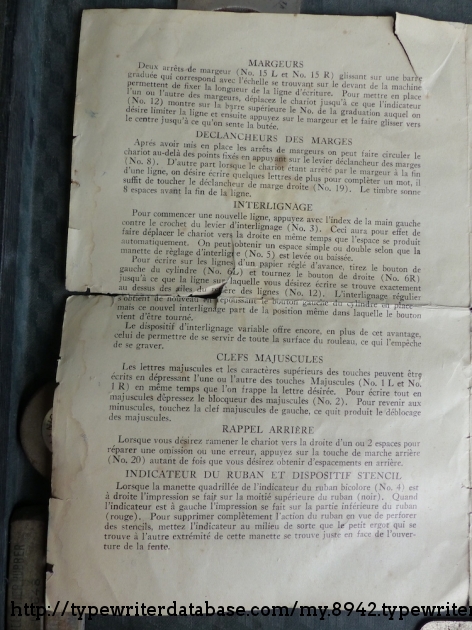 MARGEURS
Deux arrêts de margeur (No. 15 L et No. 15 R) glissant sur une barre
graduée qui correspond avec l'échelle se trouvant sur le devant de la machine
permettent de fixer la longueur de la ligne d'écriture. Pour mettre en place
l'un ou l'autre des margeurs, déplacez le chariot jusqu'à ce que l'indicateur
(No. 12) montre sur la barre supérieure le No. de la graduation auquel on
désire limiter la ligne et ensuite appuyez sur le margeur et le faire glisser vers
le centre jusqu'à ce qu'on sente la butée.
DECLANCHEURS DES MARGES
Après avoir mis en place les arrêts de margeurs on peut faire circuler le
chariot au-delà des points fixés en appuyant sur le levier déclancheur des marges
(No. 8). D'autre part lorsque le chariot étant arrêté par le margeur à la fin
d'une ligne, on désire écrire quelques lettres de plus pour compléter un mot, il
suffit de toucher le déclancheur de marge droite (No. 19). Le timbre sonne
8 espaces avant la fin de la ligne.
INTERLIGNAGE
Pour commencer une nouvelle ligne, appuyez avec l'index de la main gauche
contre le crochet du levier d'interlignage (No. 3). Ceci aura pour effet de
faire déplacer le chariot vers la droite en même temps que l'espace se produit
automatiquement. On peut obtenir un espace simple ou double selon que la
manette de réglage d'interligne (No. 5) est levée ou baissée.
Pour écrire sur les lignes d'un papier réglé d'avance, tirez le bouton de
gauche du cylindre (No. 6L) et tournez le bouton de droite (No. 6R)
jusqu'à ce que la ligne sur laquelle vous désirez écrire se trouve exactement
au dessus des ailes du guide des lignes (No. 12). L'interlignage régulier
s'obtient de nouveau en repoussant le bouton gauche du cylindre en place
mais ce nouvel interlignage part de la position même dans laquelle le bouton
vient d'être tourné.
Le dispositif d'interlignage variable offre encore, en plus de cet avantage,
celui de permettre de se servir de toute la surface du rouleau, ce qui l'empêche
de se graver.
CLEFS MAJUSCULES
Les lettres majuscules et les caractères supérieurs des touches peuvent être
écrits en dépressant l'une ou l'autre des touches Majuscules (No. 1 L et No.
1 R) en même temps que l'on frappe la lettre désirée. Pour écrire tout en
majuscules dépressez le bloqueur des majuscules (No. 2). Pour revenir aux
minuscules, touchez la clef majuscules de gauche, ce qui produit le déblocage
des majuscules.
RAPPEL ARRIÈRE
Lorsque vous désirez ramener le chariot vers la droite d'un ou 2 espaces pour
réparer une omission ou une erreur, appuyez sur la touche de marche arrière
(No. 20) autant de fois que vous désirez obtenir d'espacements en arrière.
INDICATEUR DU RUBAN ET DISPOSITIF STENCIL
Lorsque la manette quadrillée de l'indicateur du ruban bicolore (No. 4) est
à droite l'impression se fait sur la moitié supérieure du ruban (noir). Quand
l'indicateur est à gauche l'impression se fait sur la partie inférieure du ruban
(rouge). Pour supprimer complètement l'action du ruban en vue de perforer
des stencils, mettez l'indicateur au milieu de sorte que le petit ergot qui se
trouve à l'autre extrémité de cette manette se trouve juste en face de l'ouver-
ture de la fente.
http://typewriterdatabase.com/my.8942.typewriter